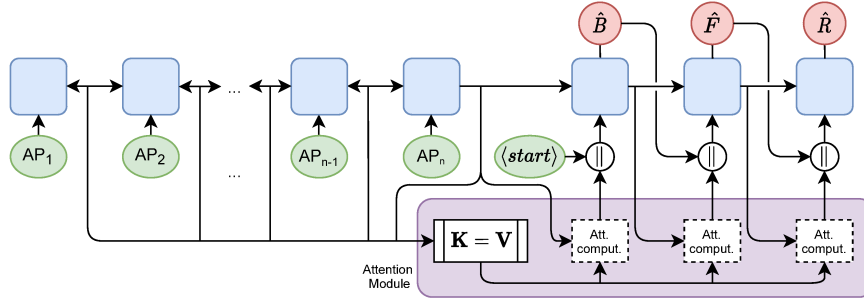 B̂ F̂ R̂
...
AP₁ AP₂ APₙ₋₁ APₙ ⟨start⟩ || || ||
...
K = V
Att. comput.
Att. comput.
Att. comput.
Attention
Module